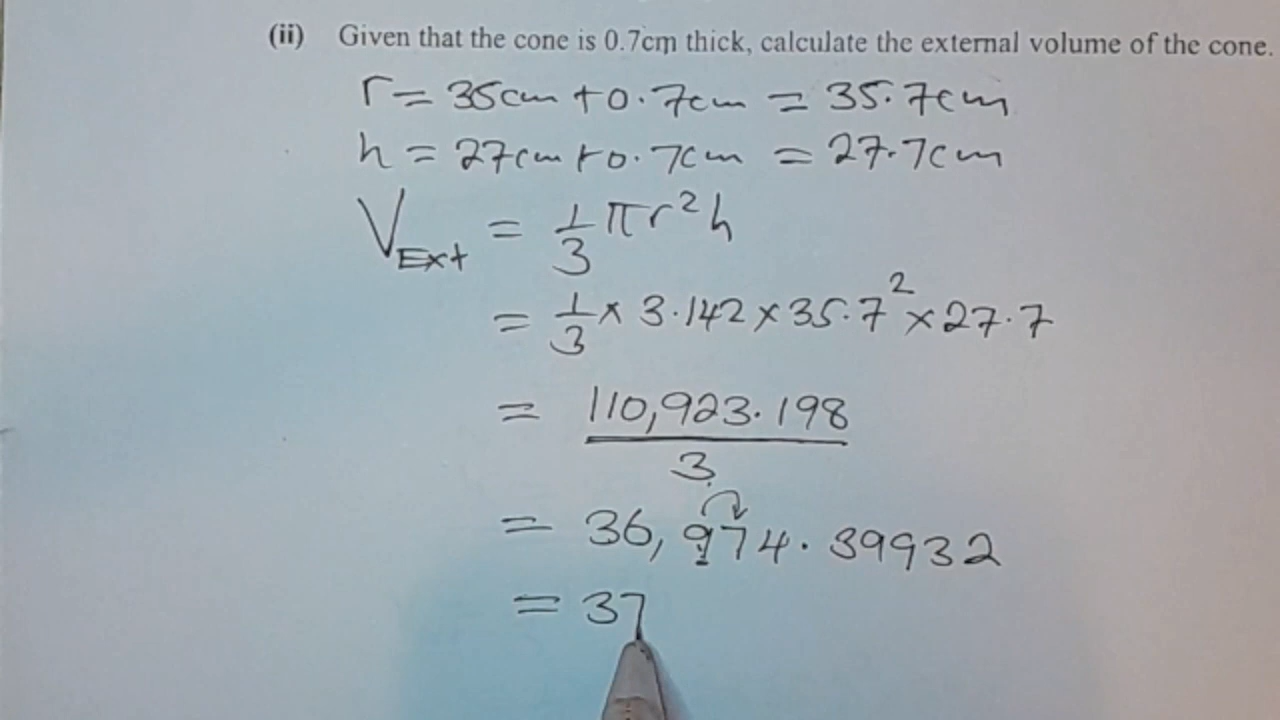 (ii) Given that the cone is 0.7cm thick, calculate the external volume of the cone.
r = 35cm + 0.7cm = 35.7cm
h = 27cm + 0.7cm = 27.7cm
V_Ext = 1/3 πr²h
= 1/3 × 3.142 × 35.7² × 27.7
= 110,923.198 / 3
= 36,974.39932
= 37